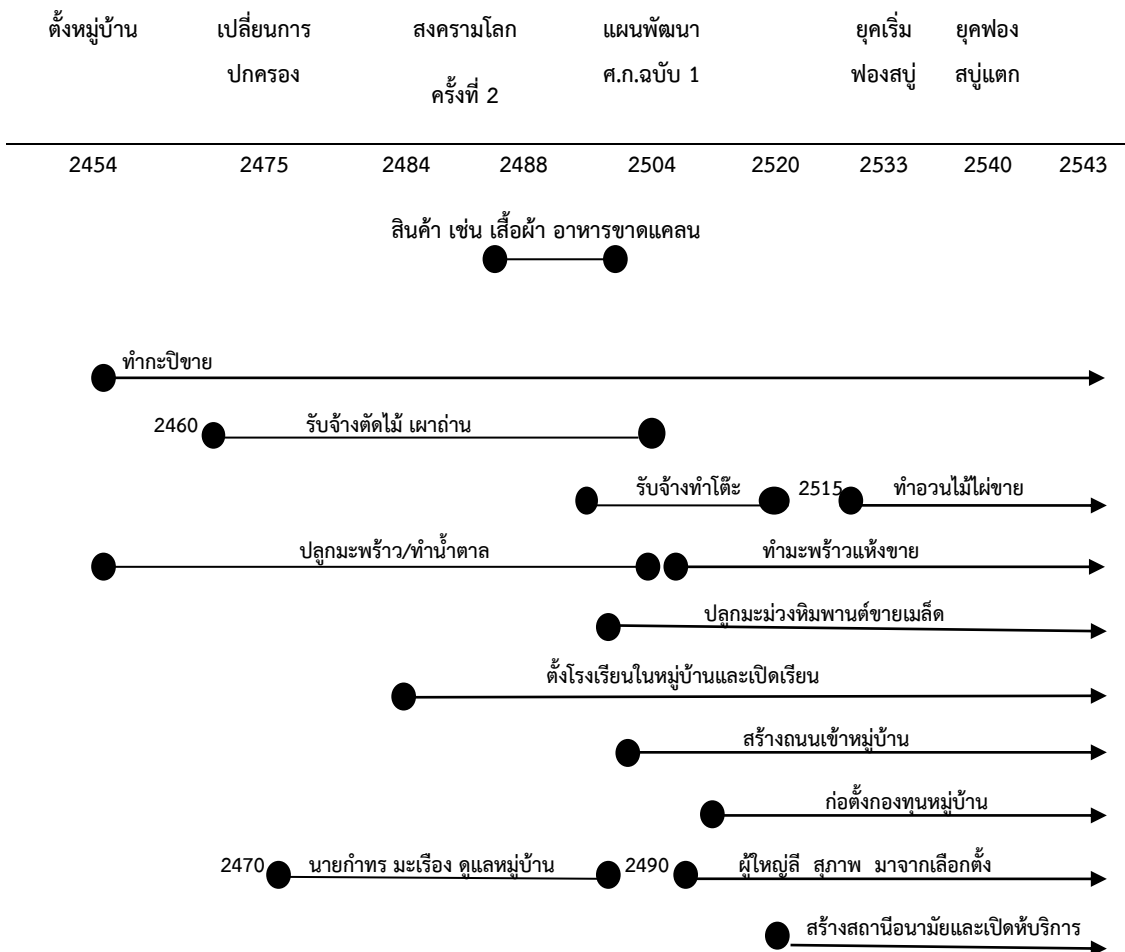 ตั้งหมู่บ้าน เปลี่ยนการ สงครามโลก แผนพัฒนา ยุคเริ่ม ยุคฟอง
ปกครอง ครั้งที่ 2 ศ.ก.ฉบับ 1 ฟองสบู่ สบู่แตก
2454 2475 2484 2488 2504 2520 2533 2540 2543
สินค้า เช่น เสื้อผ้า อาหารขาดแคลน
ทำกะปิขาย
2460 รับจ้างตัดไม้ เผาถ่าน
รับจ้างทำโต๊ะ 2515 ทำอวนไม้ไผ่ขาย
ปลูกมะพร้าว/ทำน้ำตาล ทำมะพร้าวแห้งขาย
ปลูกมะม่วงหิมพานต์ขายเมล็ด
ตั้งโรงเรียนในหมู่บ้านและเปิดเรียน
สร้างถนนเข้าหมู่บ้าน
ก่อตั้งกองทุนหมู่บ้าน
2470 นายกำทร มะเรือง ดูแลหมู่บ้าน 2490 ผู้ใหญ่ลี สุภาพ มาจากเลือกตั้ง
สร้างสถานีอนามัยและเปิดห้บริการ